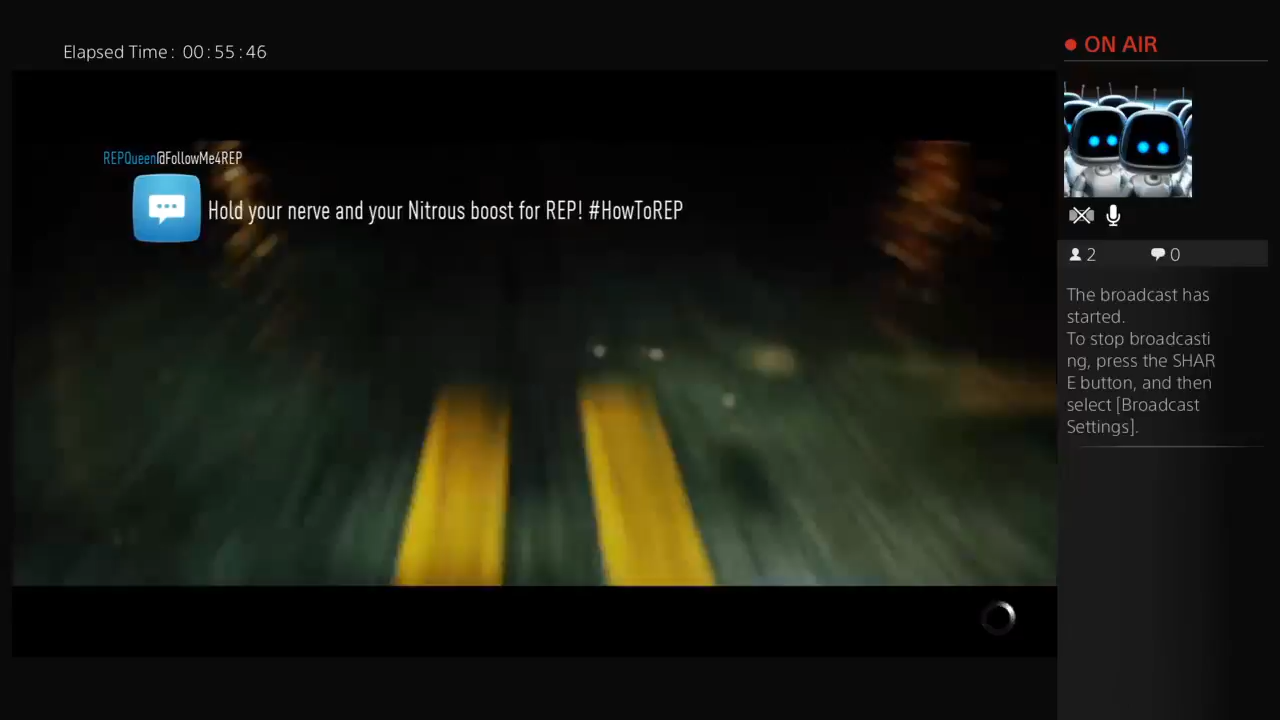 Elapsed Time: 00:55:46
ON AIR
REPQueen@FollowMe4REP
Hold your nerve and your Nitrous boost for REP! #HowToREP
2 0
The broadcast has
started.
To stop broadcasti
ng, press the SHAR
E button, and then
select [Broadcast
Settings].